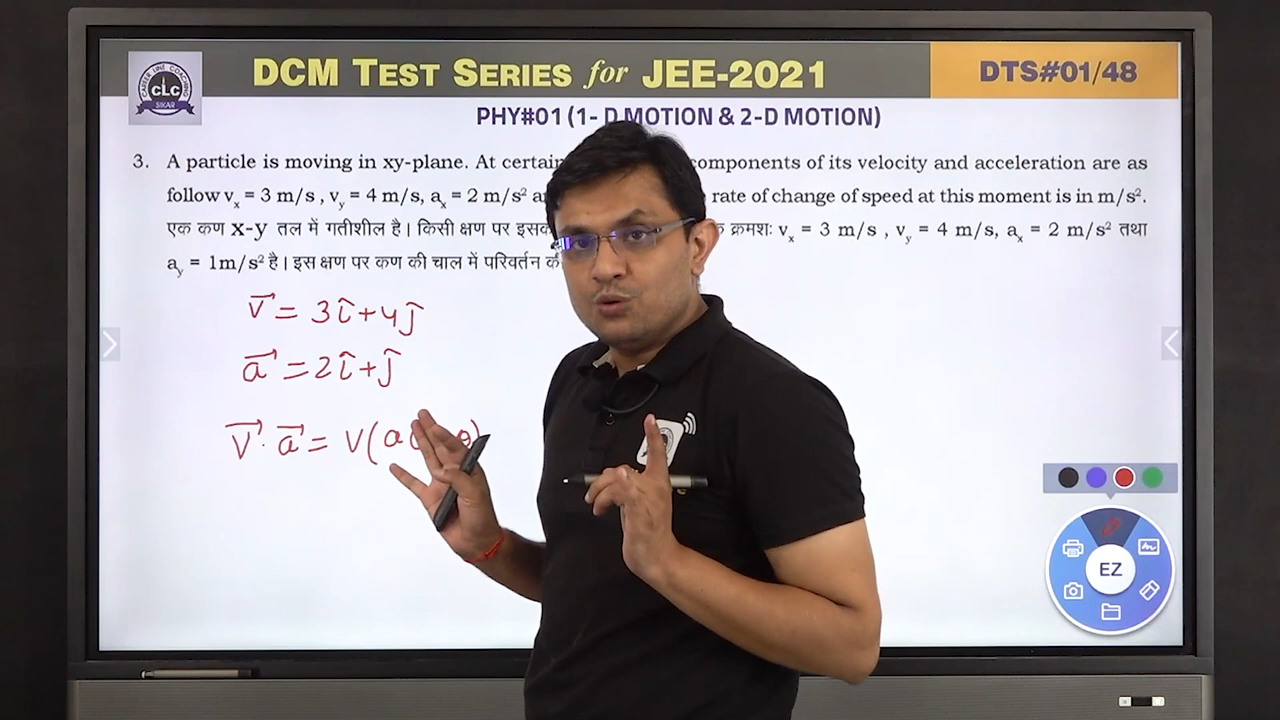 DCM TEST SERIES for JEE-2021
DTS#01/48
CAREER LINE COACHING
CLC
SIKAR
PHY#01 (1- D MOTION & 2-D MOTION)
3. A particle is moving in xy-plane. At certain components of its velocity and acceleration are as
follow vₓ = 3 m/s , vᵧ = 4 m/s, aₓ = 2 m/s² rate of change of speed at this moment is in m/s².
एक कण x-y तल में गतीशील है। किसी क्षण पर क्रमशः vₓ = 3 m/s , vᵧ = 4 m/s, aₓ = 2 m/s² तथा
aᵧ = 1m/s² है। इस क्षण पर कण की चाल में परिवर्तन
v⃗ = 3î+4ĵ
a⃗ = 2î+ĵ
v⃗·a⃗ = v(a
EZ